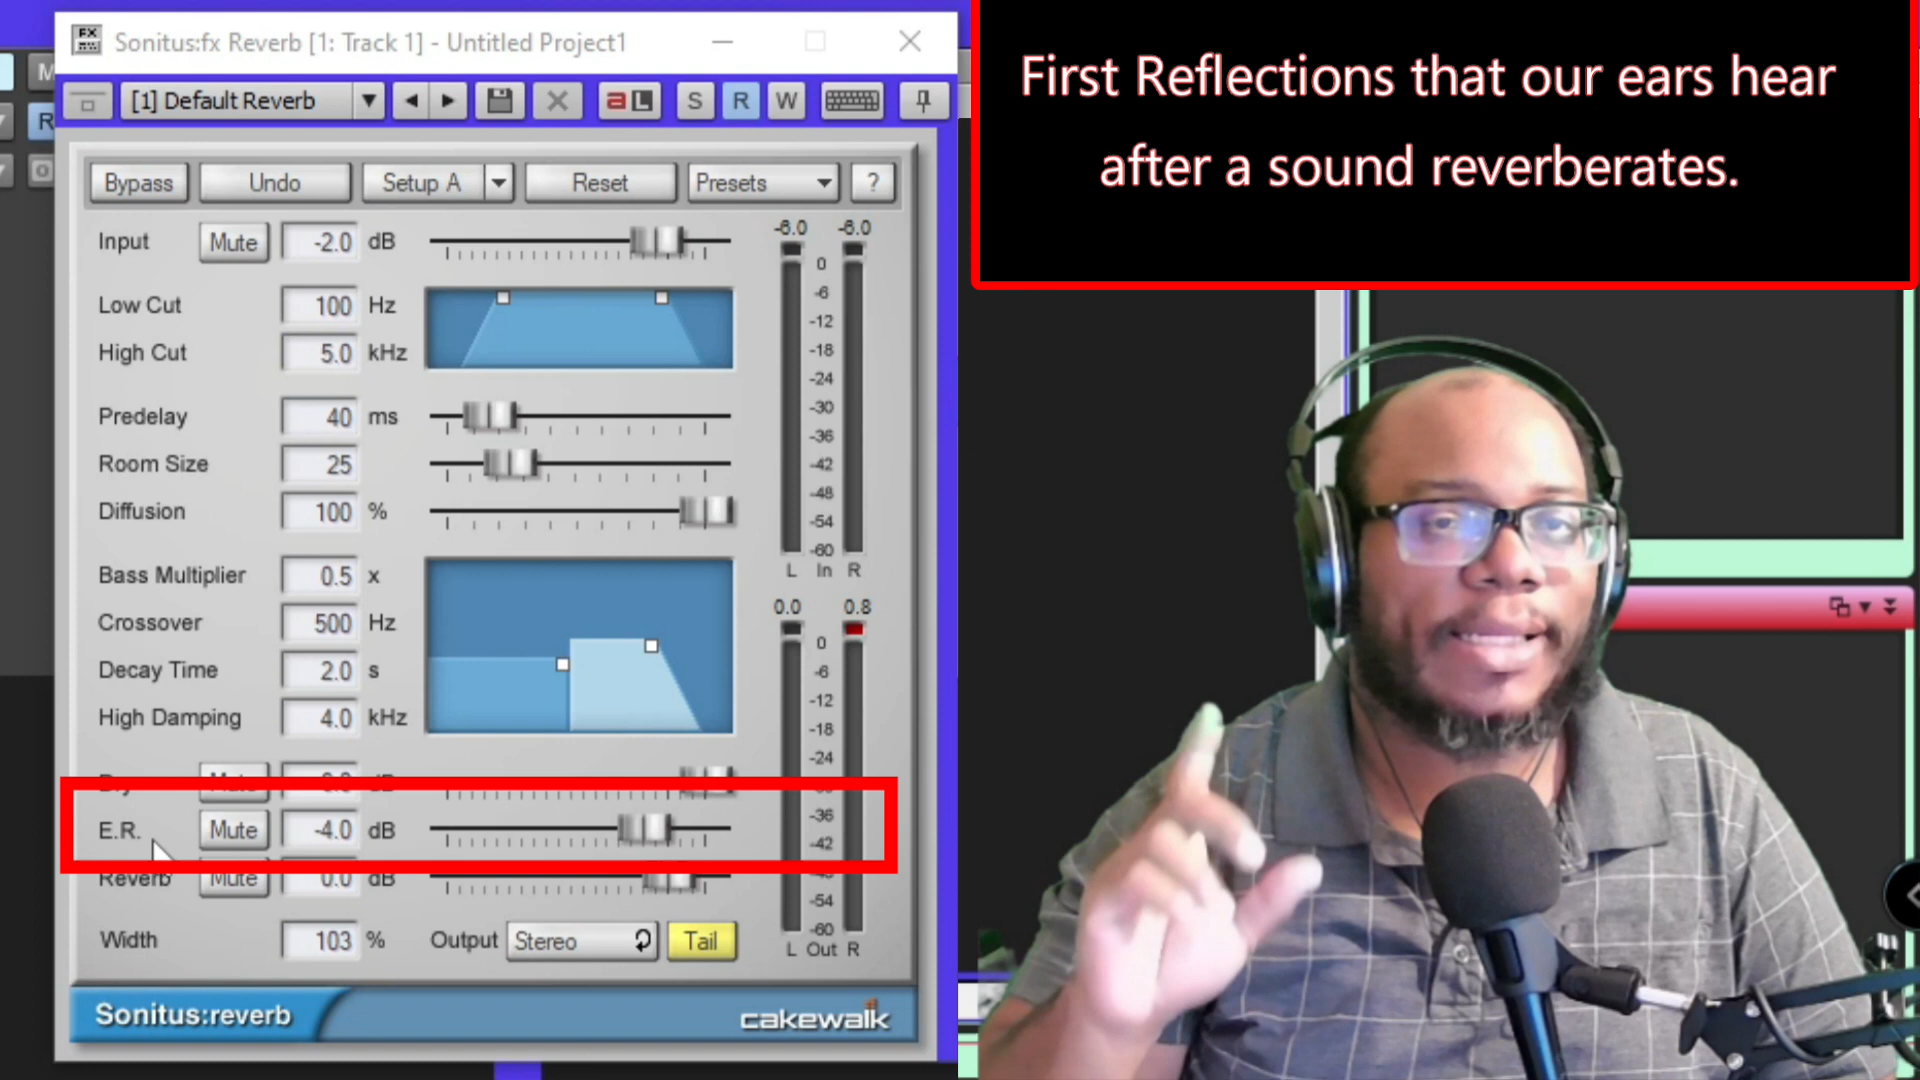 Sonitus:fx Reverb [1: Track 1] - Untitled Project1
First Reflections that our ears hear
after a sound reverberates.
[1] Default Reverb
S R W
Bypass Undo Setup A Reset Presets ?
Input Mute -2.0 dB
Low Cut 100 Hz
High Cut 5.0 kHz
Predelay 40 ms
Room Size 25
Diffusion 100 %
Bass Multiplier 0.5 x
Crossover 500 Hz
Decay Time 2.0 s
High Damping 4.0 kHz
E.R. Mute -4.0 dB
Reverb Mute 0.0 dB
Width 103 % Output Stereo Tail
-6.0 -6.0
0
-6
-12
-18
-24
-30
-36
-42
-48
-54
-60
L In R
0.0 0.8
0
-6
-12
-18
-24
-36
-42
-54
-60
L Out R
Sonitus:reverb cakewalk